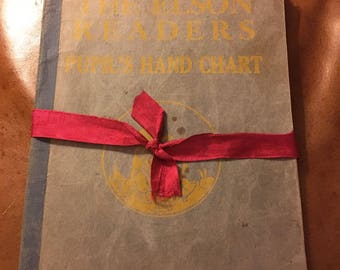 THE ELSON
READERS
PUPIL'S HAND CHART